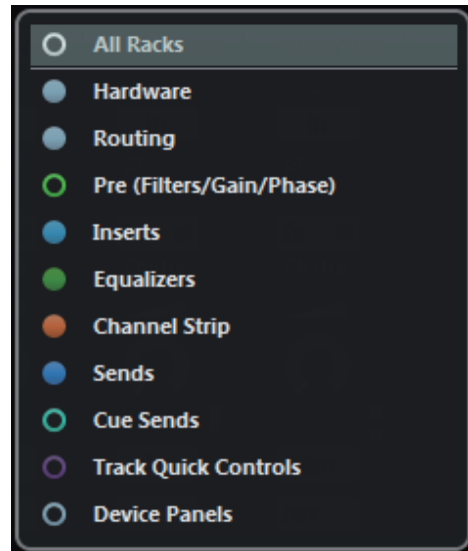 All Racks
Hardware
Routing
Pre (Filters/Gain/Phase)
Inserts
Equalizers
Channel Strip
Sends
Cue Sends
Track Quick Controls
Device Panels